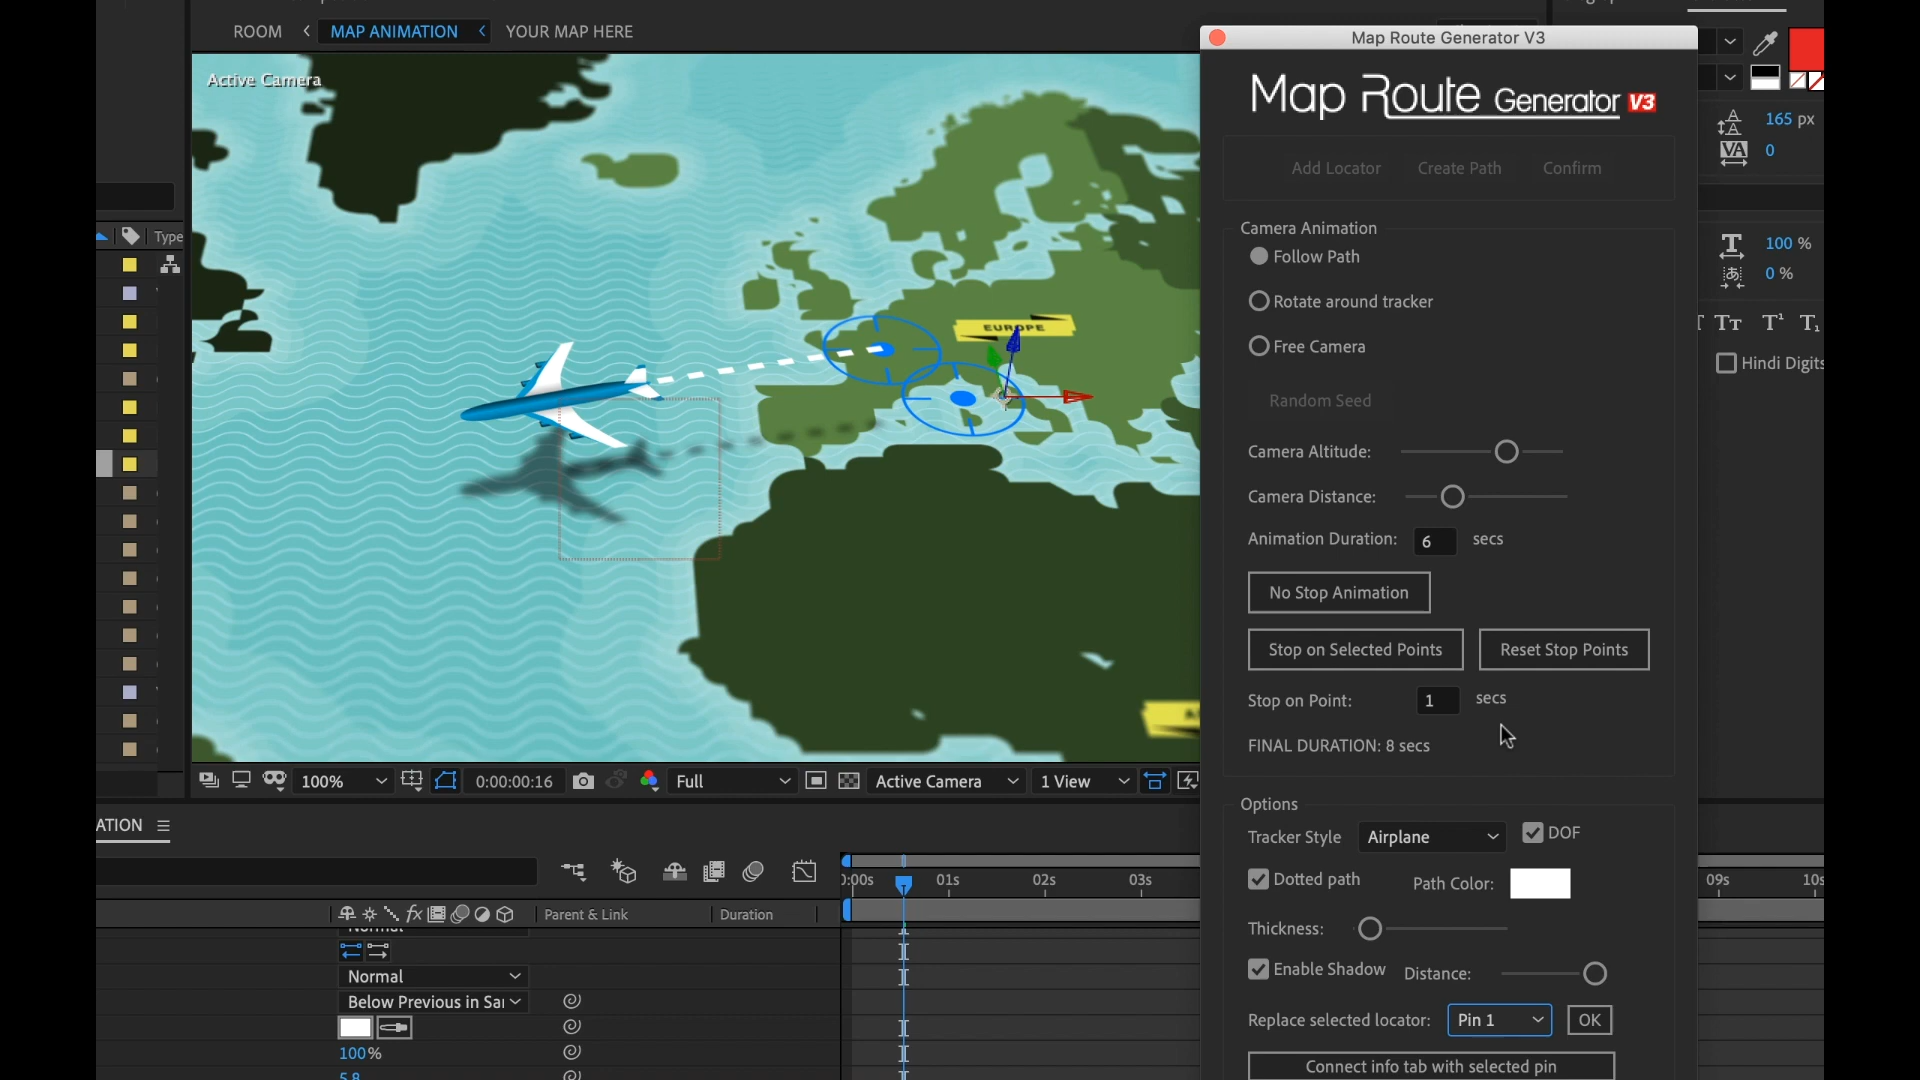 ROOM
MAP ANIMATION
YOUR MAP HERE
Map Route Generator V3
Active Camera
Map Route Generator V3
165 px
VA 0
Add Locator Create Path Confirm
Type
Camera Animation
Follow Path
100 %
0 %
Rotate around tracker
EUROPE
Free Camera
Hindi Digits
Random Seed
Camera Altitude:
Camera Distance:
Animation Duration: 6 secs
No Stop Animation
Stop on Selected Points Reset Stop Points
Stop on Point: 1 secs
FINAL DURATION: 8 secs
100% 0:00:00:16 Full Active Camera 1 View
Options
ATION
Tracker Style Airplane DOF
Dotted path Path Color:
:00s 01s 02s 03s 09s 10s
fx Parent & Link Duration
Thickness:
Normal
Enable Shadow Distance:
Normal
Below Previous in Sa
Replace selected locator: Pin 1 OK
100%
Connect info tab with selected pin
5.8